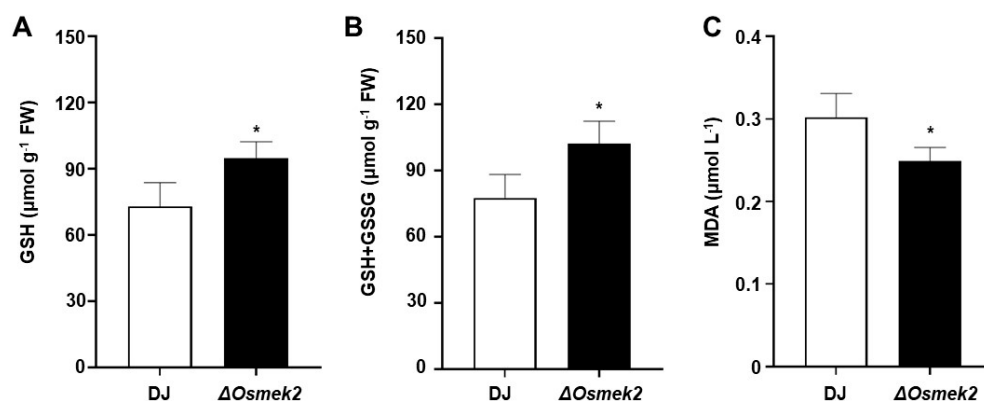 A
GSH (μmol g⁻¹ FW)
150
120
90
60
30
0
*
DJ
ΔOsmek2
B
GSH+GSSG (μmol g⁻¹ FW)
150
120
90
60
30
0
*
DJ
ΔOsmek2
C
MDA (μmol L⁻¹)
0.4
0.3
0.2
0.1
0
*
DJ
ΔOsmek2